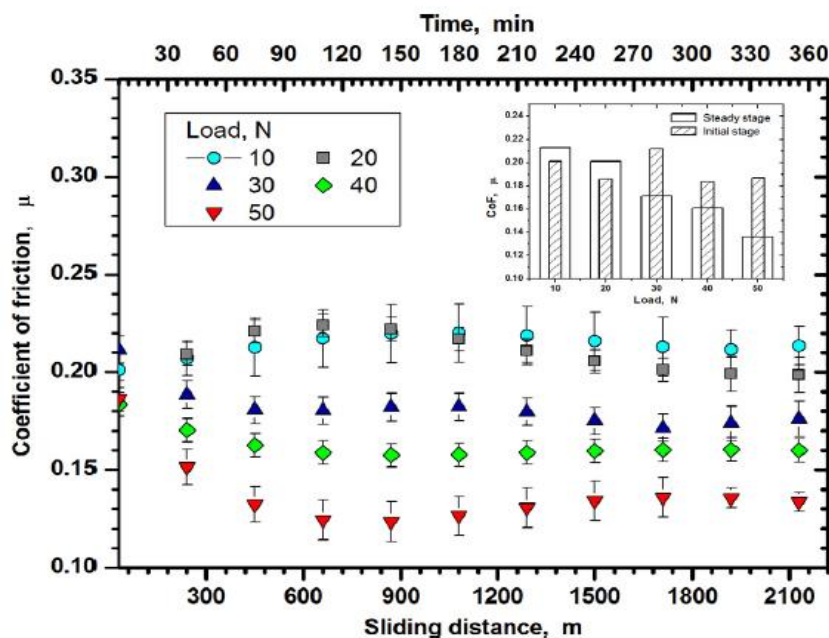 Time, min
0 30 60 90 120 150 180 210 240 270 300 330 360
0.35
0.30
0.25
0.20
0.15
0.10
Coefficient of friction, μ
Load, N
10 20
30 40
50
0.22
0.20
0.18
0.16
0.14
0.12
0.10
CoF, μ
Steady stage
Initial stage
10 20 30 40 50
Load, N
300 600 900 1200 1500 1800 2100
Sliding distance, m